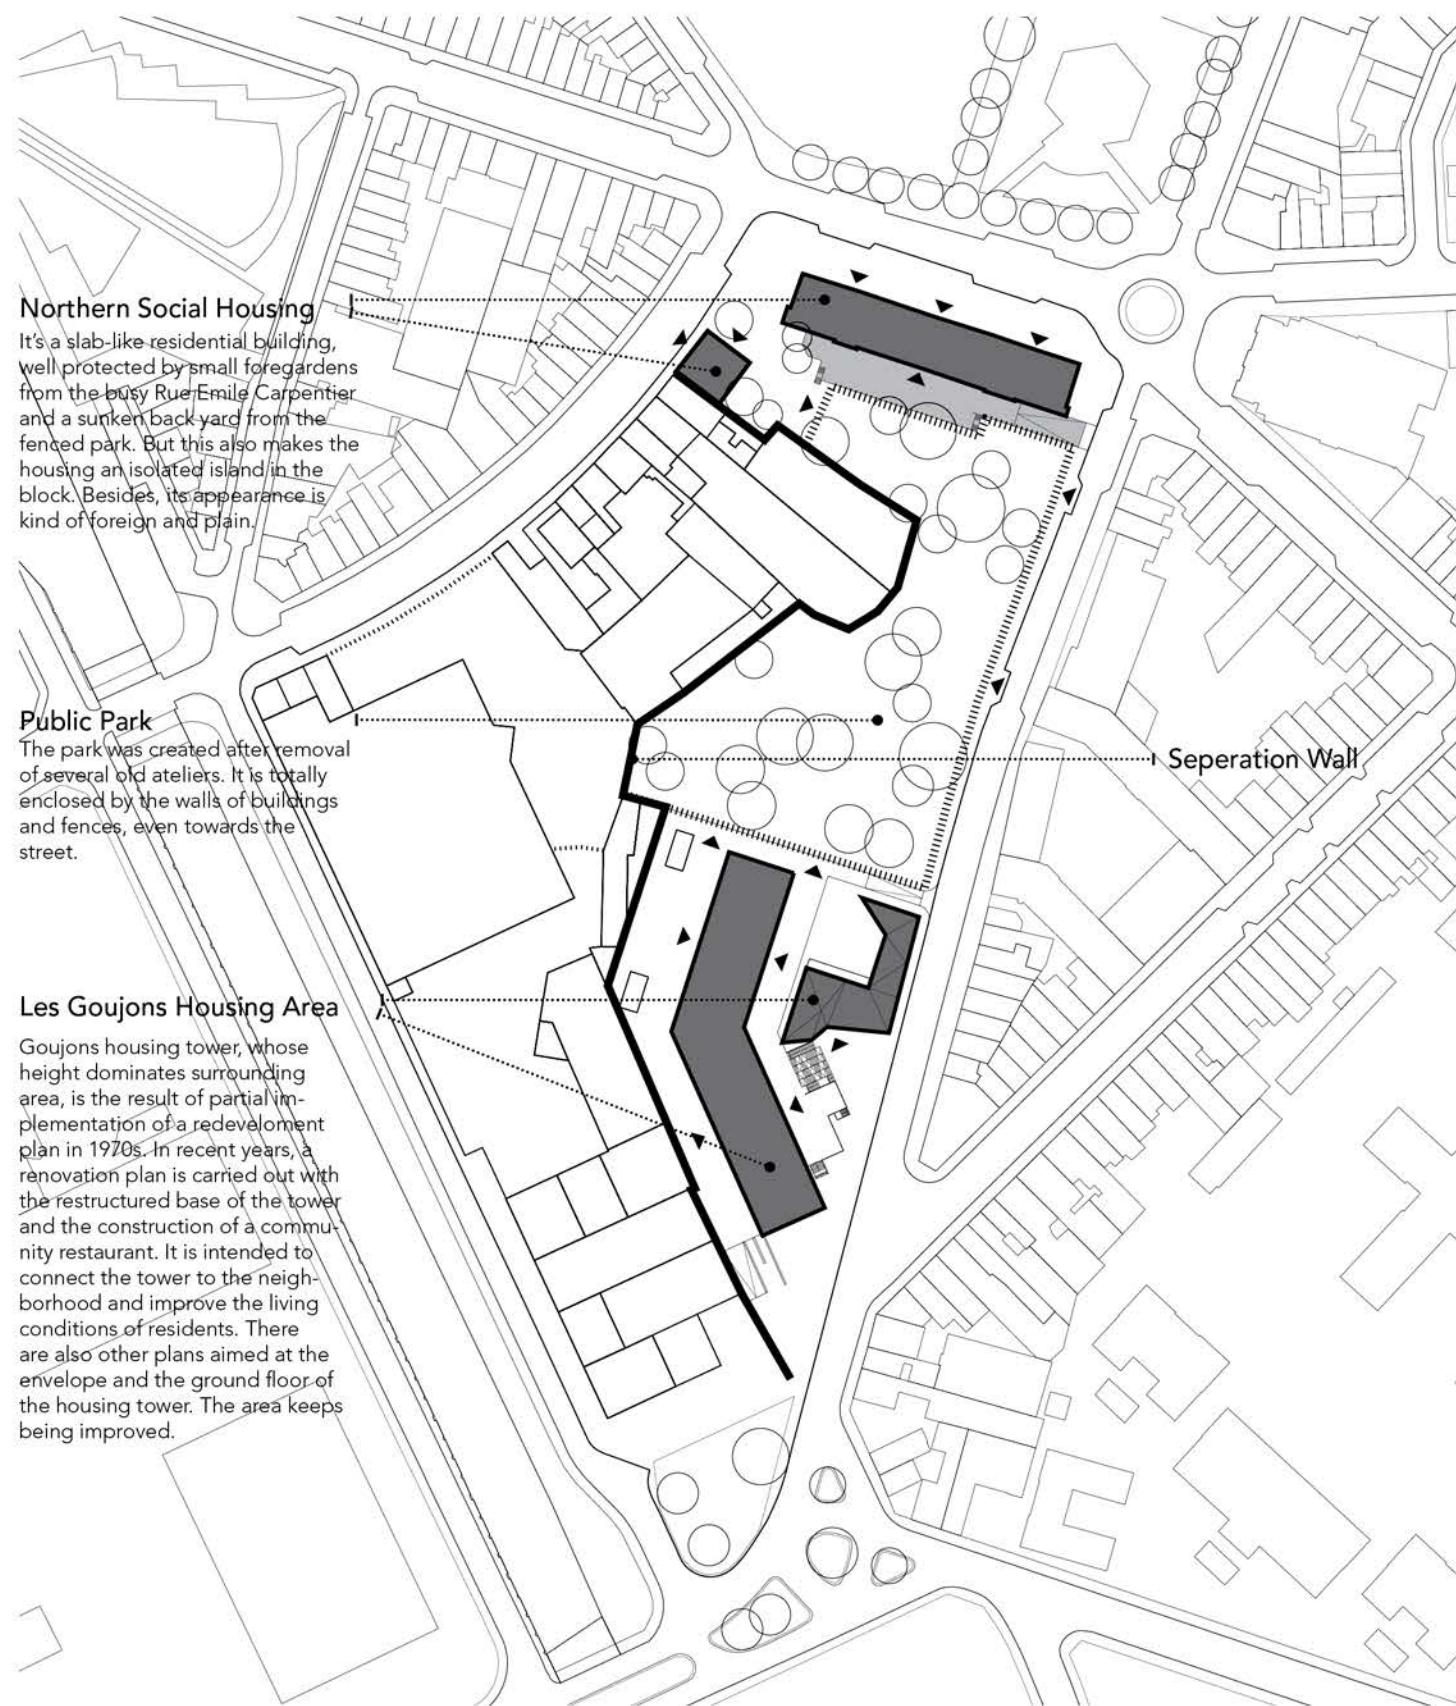 Northern Social Housing
It's a slab-like residential building,
well protected by small foregardens
from the busy Rue Emile Carpentier
and a sunken back yard from the
fenced park. But this also makes the
housing an isolated island in the
block. Besides, its appearance is
kind of foreign and plain.
Public Park
The park was created after removal
of several old ateliers. It is totally
enclosed by the walls of buildings
and fences, even towards the
street.
Seperation Wall
Les Goujons Housing Area
Goujons housing tower, whose
height dominates surrounding
area, is the result of partial im-
plementation of a redeveloment
plan in 1970s. In recent years, a
renovation plan is carried out with
the restructured base of the tower
and the construction of a commu-
nity restaurant. It is intended to
connect the tower to the neigh-
borhood and improve the living
conditions of residents. There
are also other plans aimed at the
envelope and the ground floor of
the housing tower. The area keeps
being improved.